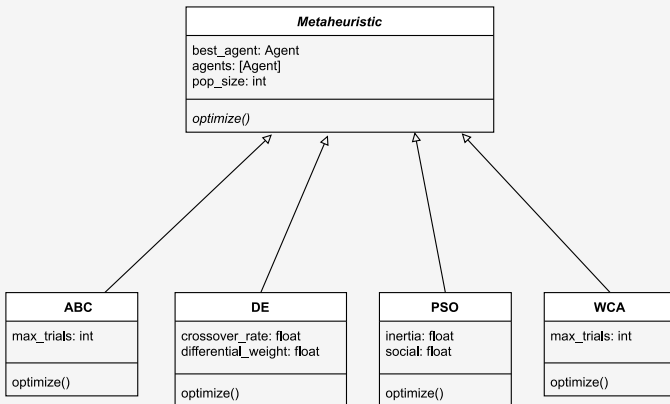 Metaheuristic
best_agent: Agent
agents: [Agent]
pop_size: int
optimize()
ABC
max_trials: int
optimize()
DE
crossover_rate: float
differential_weight: float
optimize()
PSO
inertia: float
social: float
optimize()
WCA
max_trials: int
optimize()